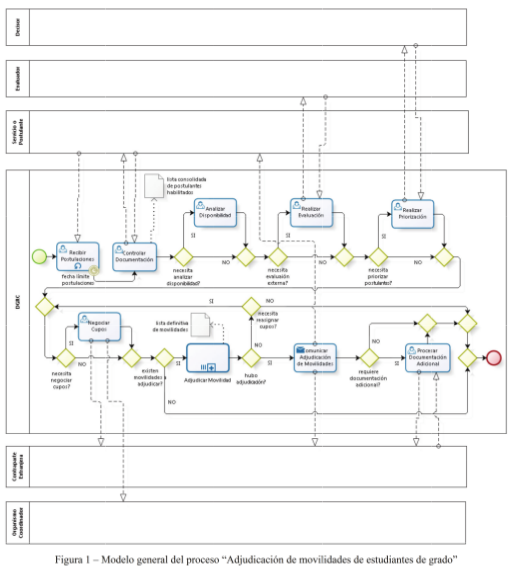 Decisor
Evaluador
Servicio o
Postulante
DGRC
lista consolidada
de postulantes
habilitados
Analizar
Disponibilidad
Realizar
Evaluación
Realizar
Priorización
Recibir
Postulaciones
Controlar
Documentación
SI
SI
SI
NO
NO
NO
fecha límite
postulaciones
necesita
analizar
disponibilidad?
necesita
evaluación
externa?
necesita
priorizar
postulantes?
SI
NO
Negociar
Cupos
lista definitiva
de movilidades
necesita
reasignar
cupos?
SI
NO
necesita
negociar
cupos?
existen
movilidades a
adjudicar?
SI
NO
Adjudicar Movilidad
NO
hubo
adjudicación?
SI
Comunicar
Adjudicación
de Movilidades
NO
requiere
documentación
adicional?
SI
Procesar
Documentación
Adicional
NO
Contraparte
Extranjera
Organismo
Coordinador
Figura 1 – Modelo general del proceso “Adjudicación de movilidades de estudiantes de grado”